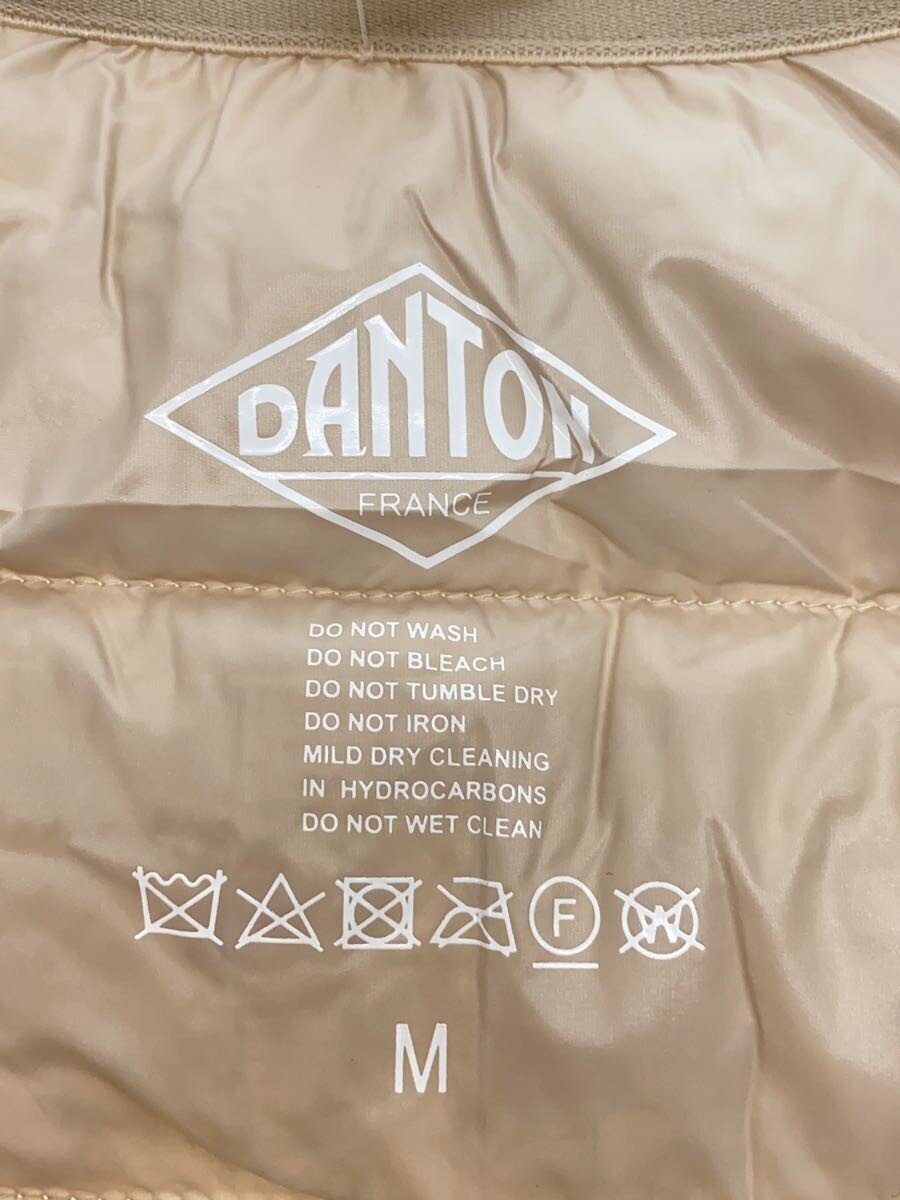 DANTON
FRANCE
DO NOT WASH
DO NOT BLEACH
DO NOT TUMBLE DRY
DO NOT IRON
MILD DRY CLEANING
IN HYDROCARBONS
DO NOT WET CLEAN
F W
M